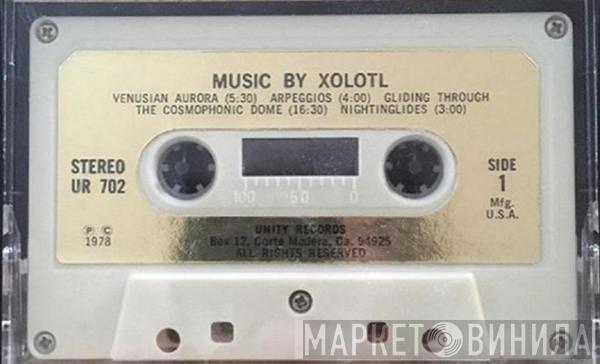 MUSIC BY XOLOTL
VENUSIAN AURORA (5:30) ARPEGGIOS (4:00) GLIDING THROUGH
THE COSMOPHONIC DOME (16:30) NIGHTINGLIDES (3:00)
STEREO
UR 702
SIDE
1
Mfg.
U.S.A.
100 50 0
Ⓟ Ⓒ
1978
UNITY RECORDS
Box 12, Corte Madera, Ca. 94925
ALL RIGHTS RESERVED
МАРКЕТ ВИНИЛА